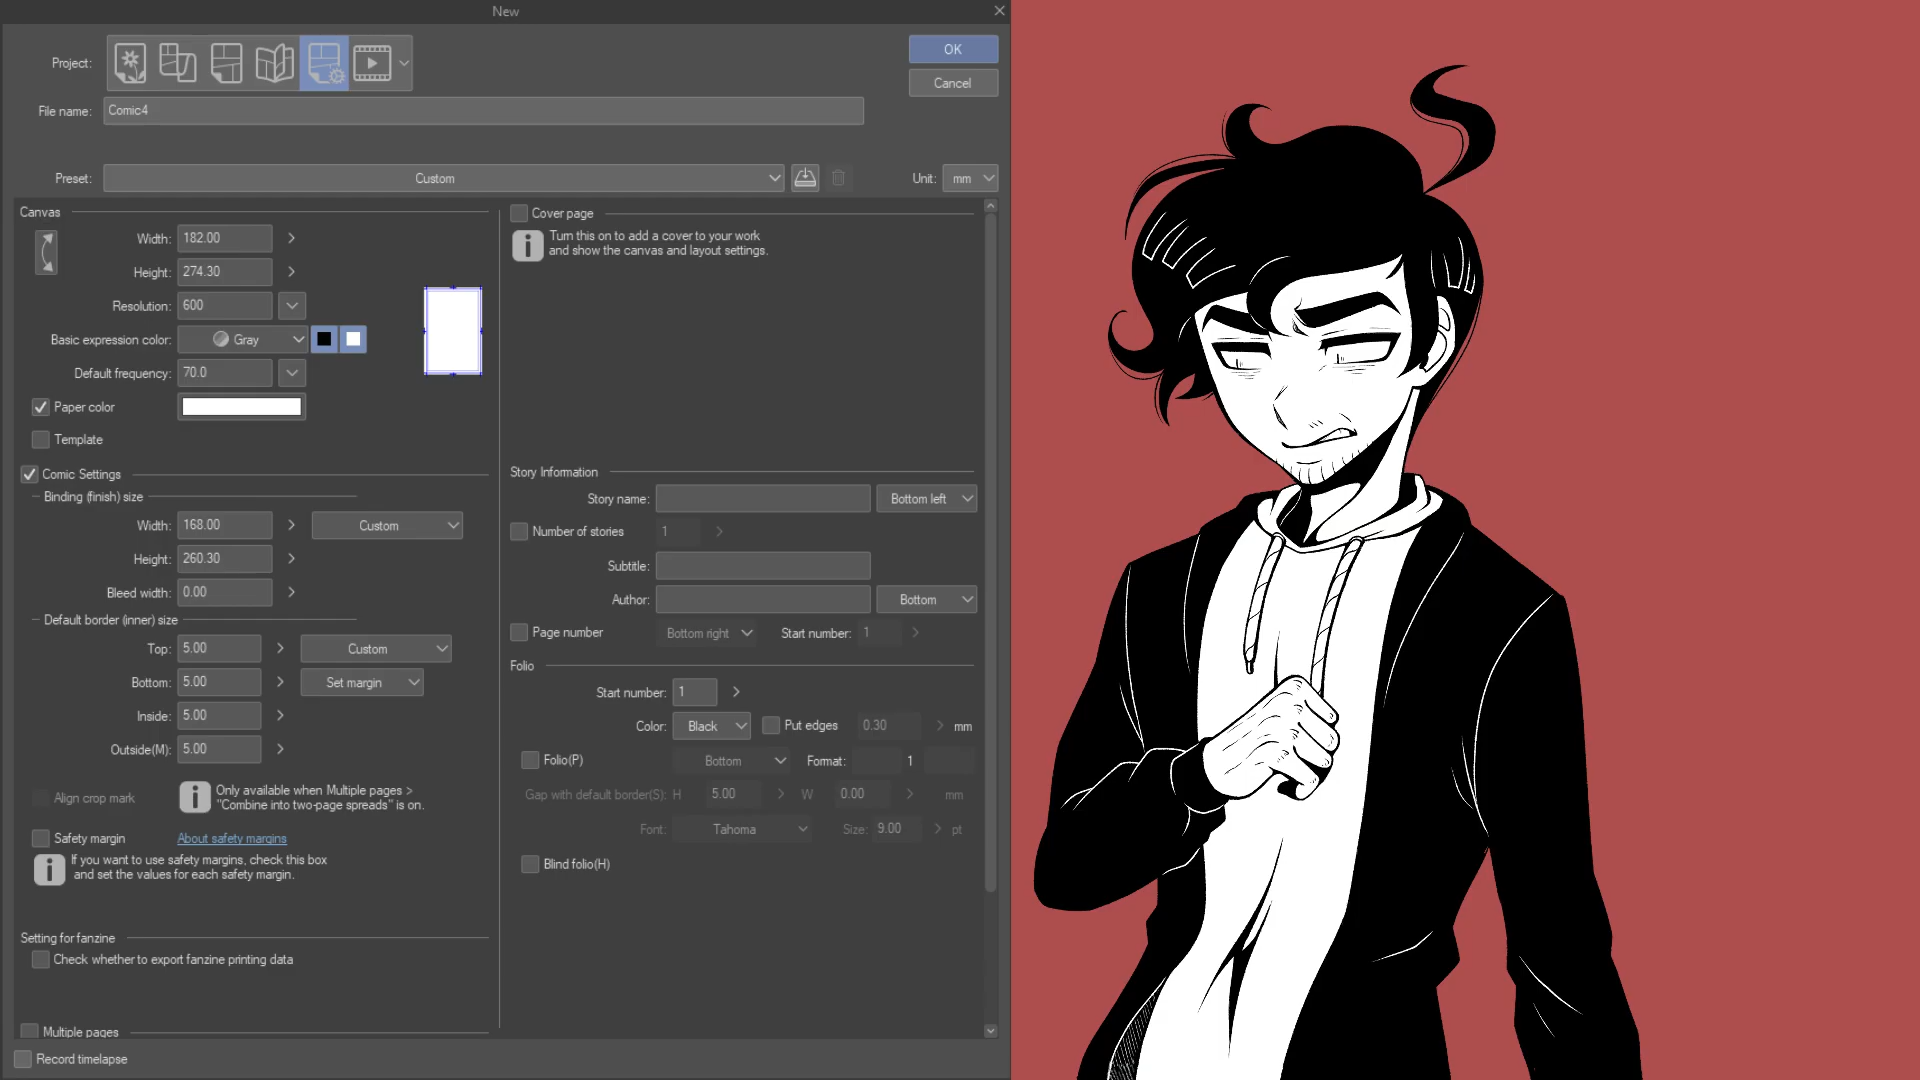 New
Project:
OK
Cancel
File name: Comic4
Preset: Custom Unit: mm
Canvas
Width: 182.00
Height: 274.30
Resolution: 600
Basic expression color: Gray
Default frequency: 70.0
Paper color
Template
Comic Settings
Binding (finish) size
Width: 168.00 Custom
Height: 260.30
Bleed width: 0.00
Default border (inner) size
Top: 5.00 Custom
Bottom: 5.00 Set margin
Inside: 5.00
Outside(M): 5.00
Align crop mark
Only available when Multiple pages >
"Combine into two-page spreads" is on.
Safety margin About safety margins
If you want to use safety margins, check this box
and set the values for each safety margin.
Setting for fanzine
Check whether to export fanzine printing data
Multiple pages
Record timelapse
Cover page
Turn this on to add a cover to your work
and show the canvas and layout settings.
Story Information
Story name: Bottom left
Number of stories 1
Subtitle:
Author: Bottom
Page number Bottom right Start number: 1
Folio
Start number: 1
Color: Black Put edges 0.30 mm
Folio(P) Bottom Format: 1
Gap with default border(S): H 5.00 W 0.00 mm
Font: Tahoma Size: 9.00 pt
Blind folio(H)